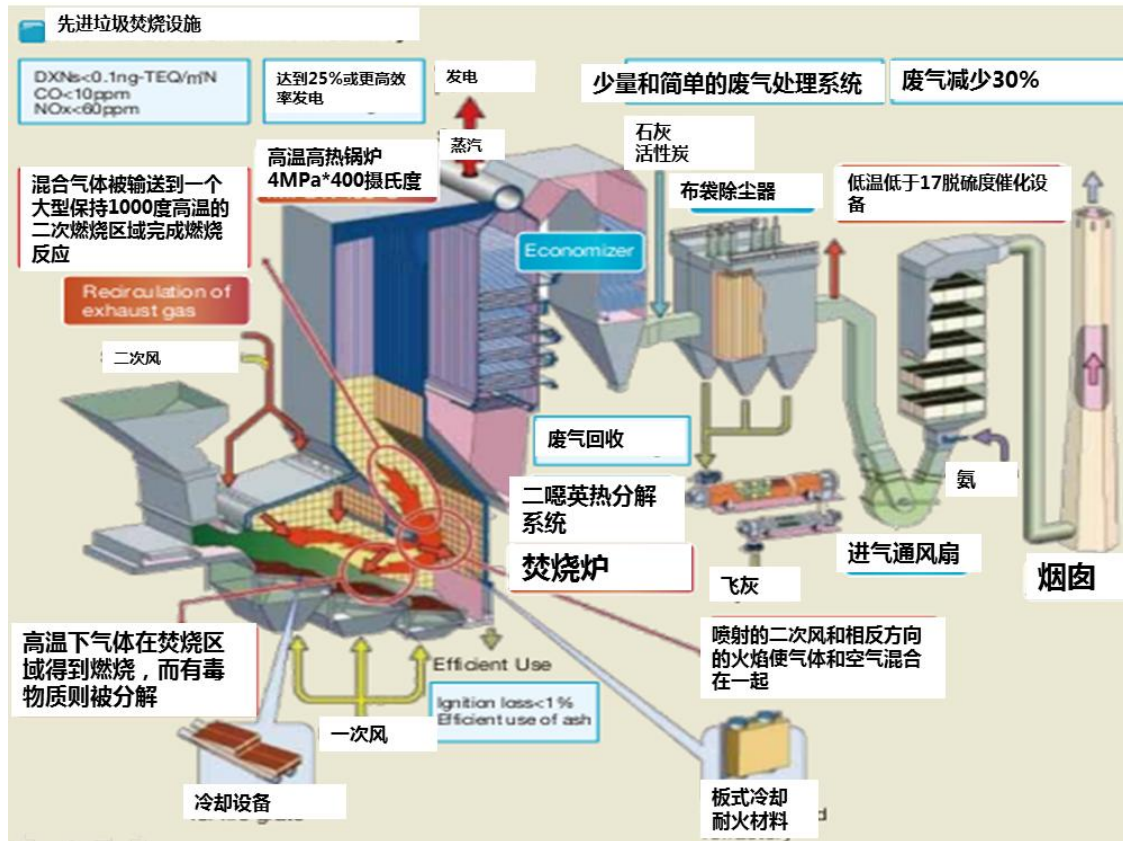 先进垃圾焚烧设施
DXNs<0.1ng-TEQ/㎥N
CO<10ppm
NOx<60ppm
达到25%或更高效
率发电
发电
蒸汽
少量和简单的废气处理系统
废气减少30%
石灰
活性炭
高温高热锅炉
4MPa*400摄氏度
混合气体被输送到一个
大型保持1000度高温的
二次燃烧区域完成燃烧
反应
布袋除尘器
低温低于17脱硫度催化设
备
Economizer
Recirculation of
exhaust gas
二次风
废气回收
二噁英热分解
系统
焚烧炉
氨
进气通风扇
烟囱
飞灰
高温下气体在焚烧区
域得到燃烧，而有毒
物质则被分解
喷射的二次风和相反方向
的火焰使气体和空气混合
在一起
Efficient Use
Ignition loss<1%
Efficient use of ash
一次风
冷却设备
板式冷却
耐火材料